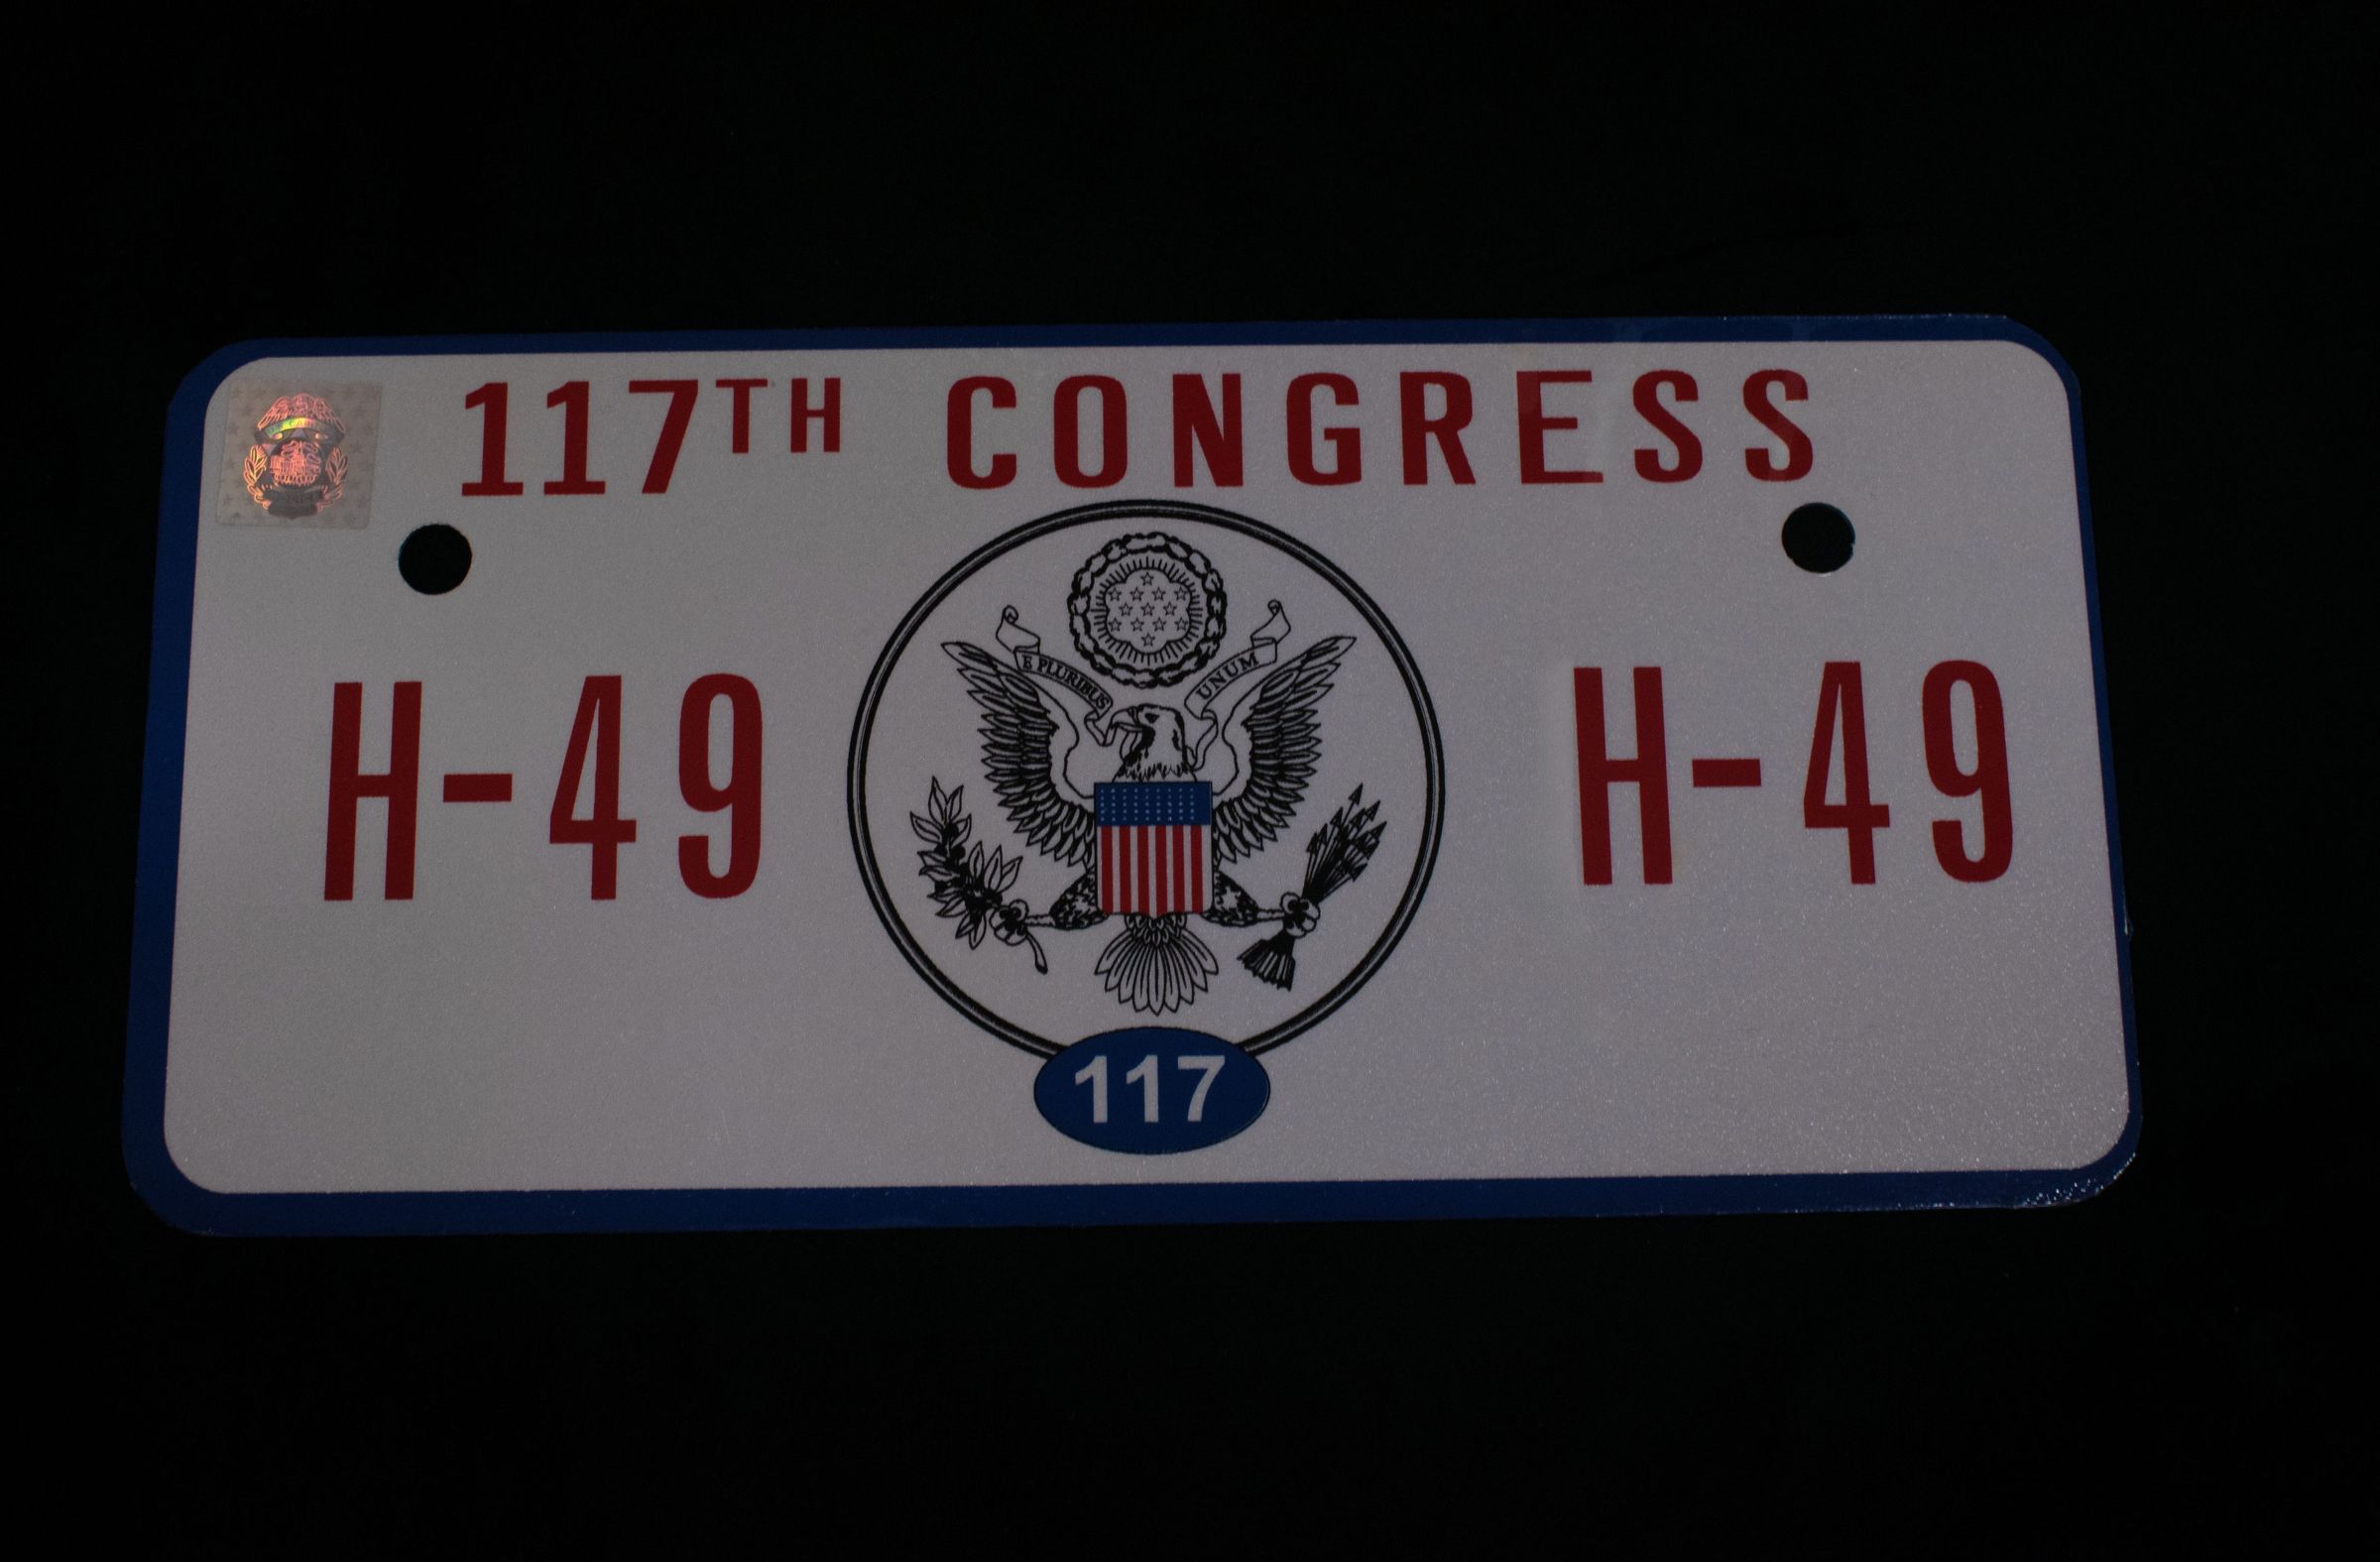 117TH CONGRESS
E PLURIBUS UNUM
H-49 H-49
117